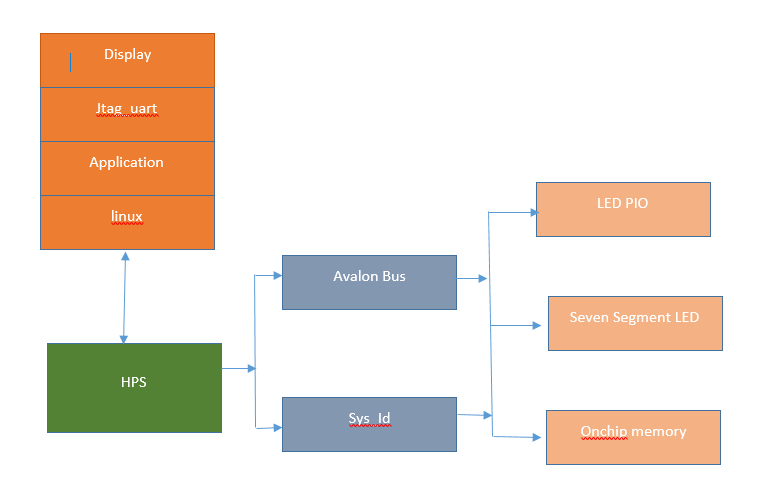 Display
Jtag_uart
Application
linux
LED PIO
Avalon Bus
Seven Segment LED
HPS
Sys_Id
Onchip memory